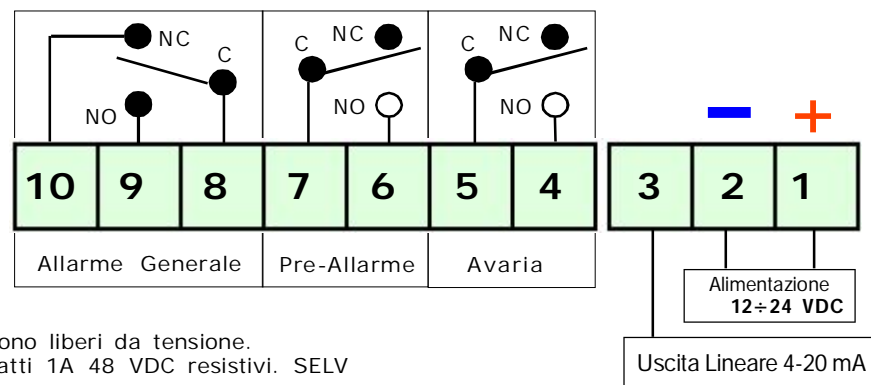 NC C C NC C NC
NO NO NO
− +
10 9 8 7 6 5 4 3 2 1
Allarme Generale Pre-Allarme Avaria
Alimentazione
12÷24 VDC
ono liberi da tensione.
atti 1A 48 VDC resistivi. SELV
Uscita Lineare 4-20 mA